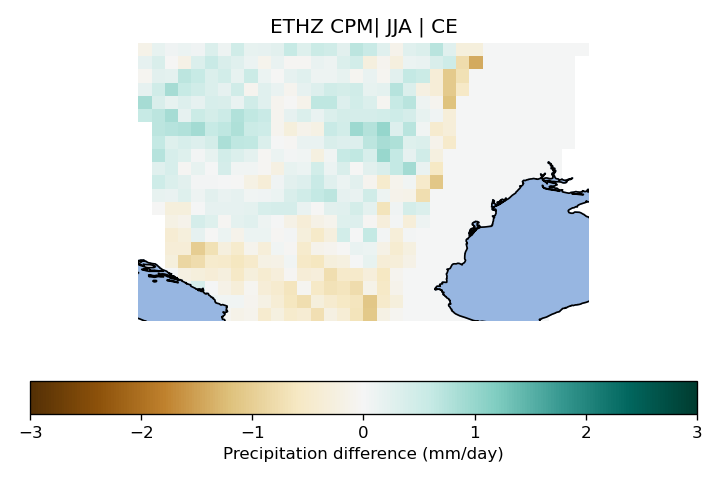 ETHZ CPM| JJA | CE
−3 −2 −1 0 1 2 3
Precipitation difference (mm/day)